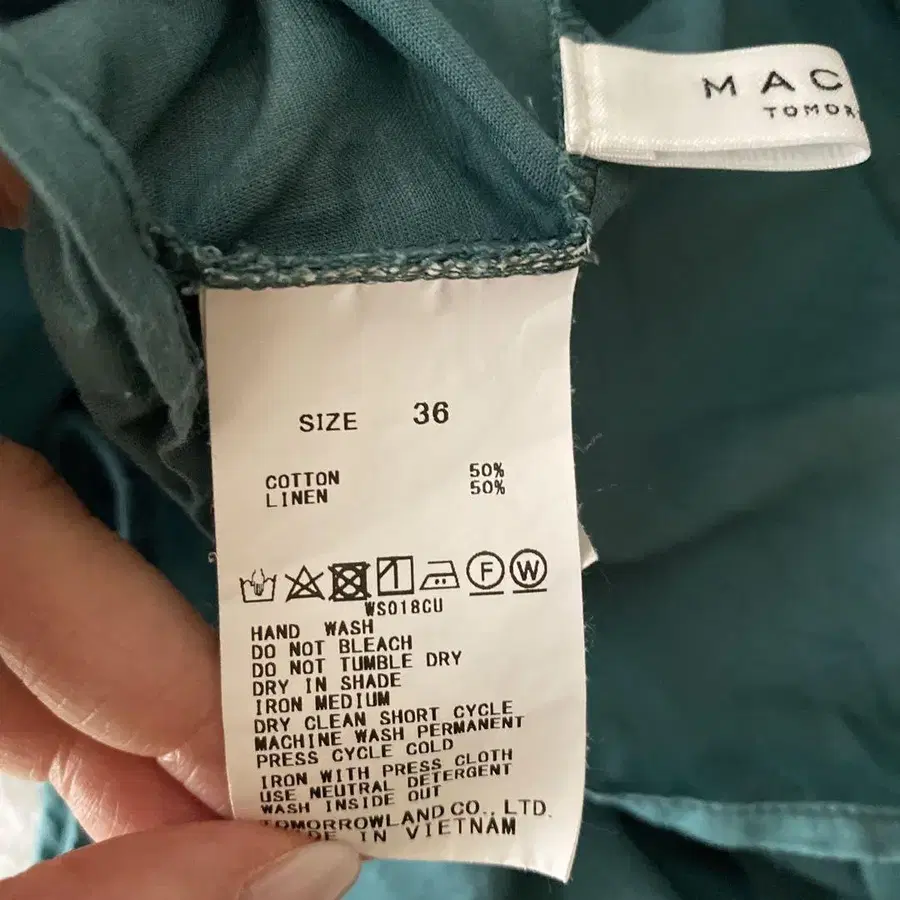 MAC
TOMOR
SIZE 36
COTTON 50%
LINEN 50%
F W
WS018CU
HAND WASH
DO NOT BLEACH
DO NOT TUMBLE DRY
DRY IN SHADE
IRON MEDIUM
DRY CLEAN SHORT CYCLE
MACHINE WASH PERMANENT
PRESS CYCLE COLD
IRON WITH PRESS CLOTH
USE NEUTRAL DETERGENT
WASH INSIDE OUT
TOMORROWLAND CO., LTD.
MADE IN VIETNAM